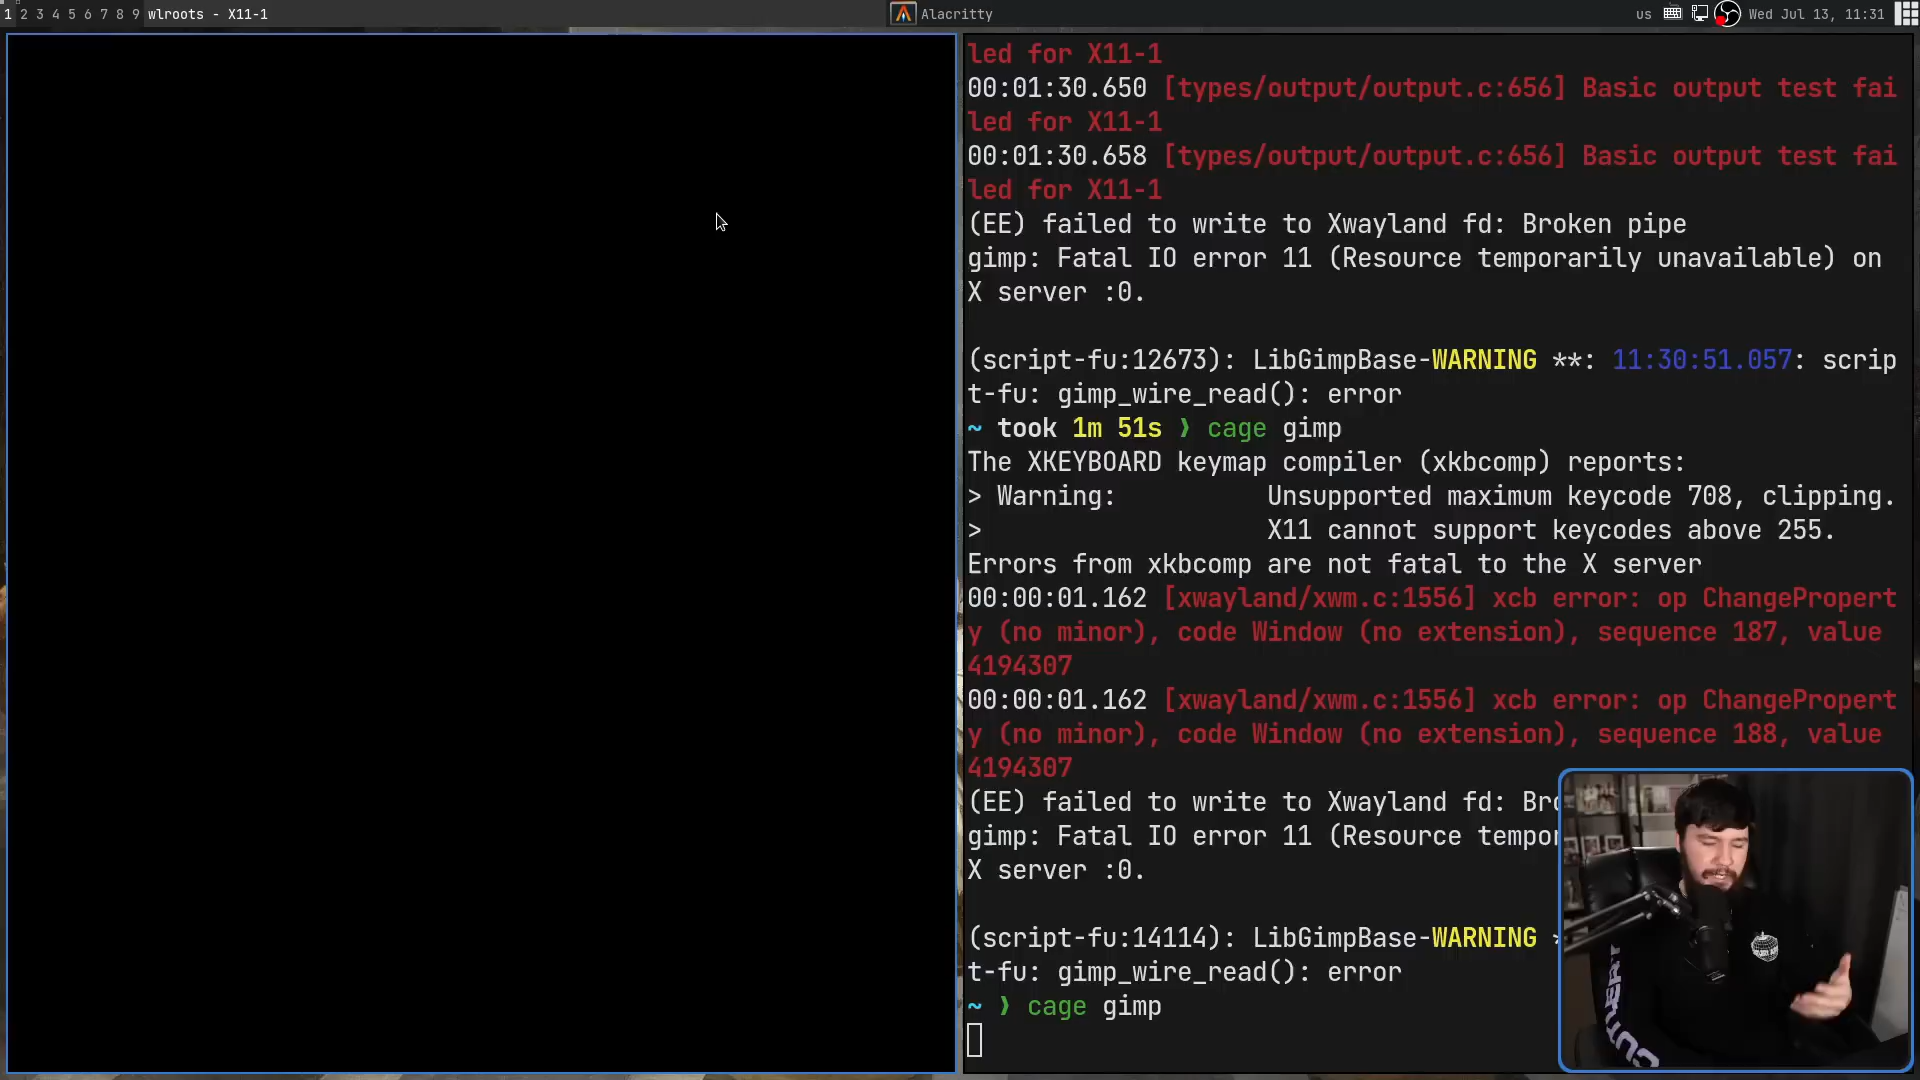 1 2 3 4 5 6 7 8 9 wlroots - X11-1
Alacritty
us
Wed Jul 13, 11:31
led for X11-1
00:01:30.650 [types/output/output.c:656] Basic output test fai
led for X11-1
00:01:30.658 [types/output/output.c:656] Basic output test fai
led for X11-1
(EE) failed to write to Xwayland fd: Broken pipe
gimp: Fatal IO error 11 (Resource temporarily unavailable) on
X server :0.
(script-fu:12673): LibGimpBase-WARNING **: 11:30:51.057: scrip
t-fu: gimp_wire_read(): error
~ took 1m 51s ❯ cage gimp
The XKEYBOARD keymap compiler (xkbcomp) reports:
> Warning:          Unsupported maximum keycode 708, clipping.
>                   X11 cannot support keycodes above 255.
Errors from xkbcomp are not fatal to the X server
00:00:01.162 [xwayland/xwm.c:1556] xcb error: op ChangePropert
y (no minor), code Window (no extension), sequence 187, value
4194307
00:00:01.162 [xwayland/xwm.c:1556] xcb error: op ChangePropert
y (no minor), code Window (no extension), sequence 188, value
4194307
(EE) failed to write to Xwayland fd: Bro
gimp: Fatal IO error 11 (Resource tempor
X server :0.
(script-fu:14114): LibGimpBase-WARNING *
t-fu: gimp_wire_read(): error
~ ❯ cage gimp